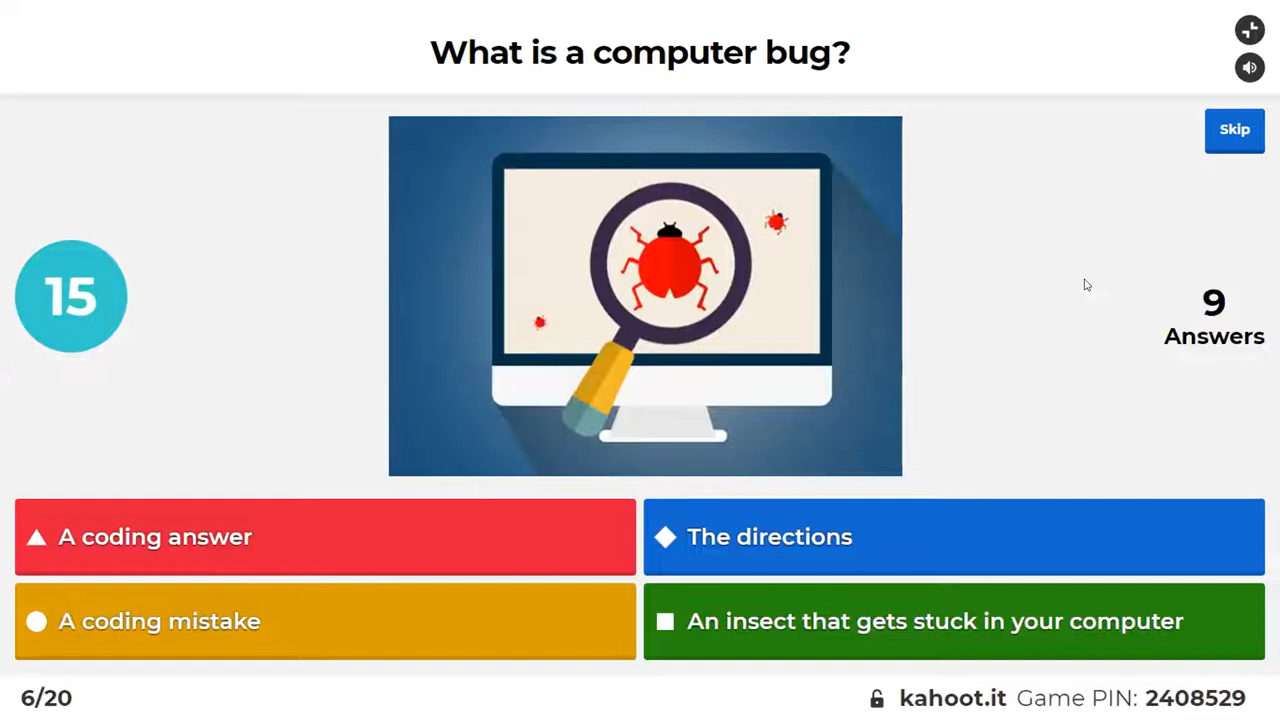 What is a computer bug?
Skip
15
9
Answers
A coding answer
The directions
A coding mistake
An insect that gets stuck in your computer
6/20
kahoot.it Game PIN: 2408529